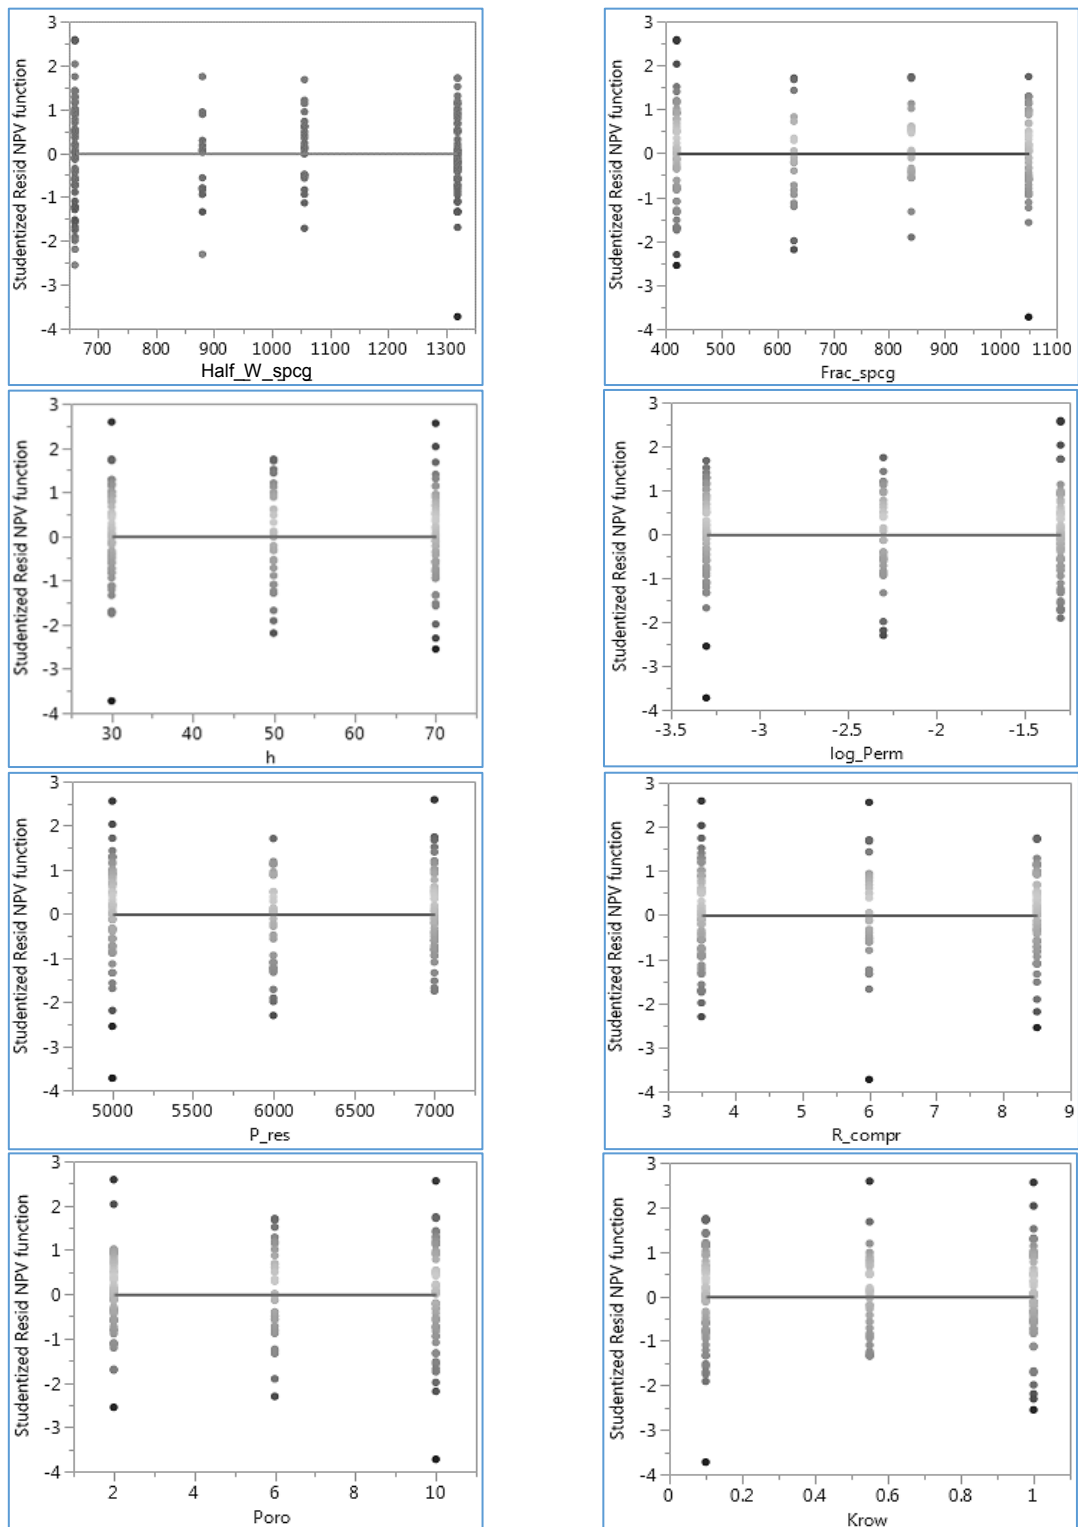 Studentized Resid NPV function
3
2
1
0
-1
-2
-3
-4
700 800 900 1000 1100 1200 1300
Half_W_spcg
Studentized Resid NPV function
3
2
1
0
-1
-2
-3
-4
400 500 600 700 800 900 1000 1100
Frac_spcg
Studentized Resid NPV function
3
2
1
0
-1
-2
-3
-4
30 40 50 60 70
h
Studentized Resid NPV function
3
2
1
0
-1
-2
-3
-4
-3.5 -3 -2.5 -2 -1.5
log_Perm
Studentized Resid NPV function
3
2
1
0
-1
-2
-3
-4
5000 5500 6000 6500 7000
P_res
Studentized Resid NPV function
3
2
1
0
-1
-2
-3
-4
3 4 5 6 7 8 9
R_compr
Studentized Resid NPV function
3
2
1
0
-1
-2
-3
-4
2 4 6 8 10
Poro
Studentized Resid NPV function
3
2
1
0
-1
-2
-3
-4
0 0.2 0.4 0.6 0.8 1
Krow